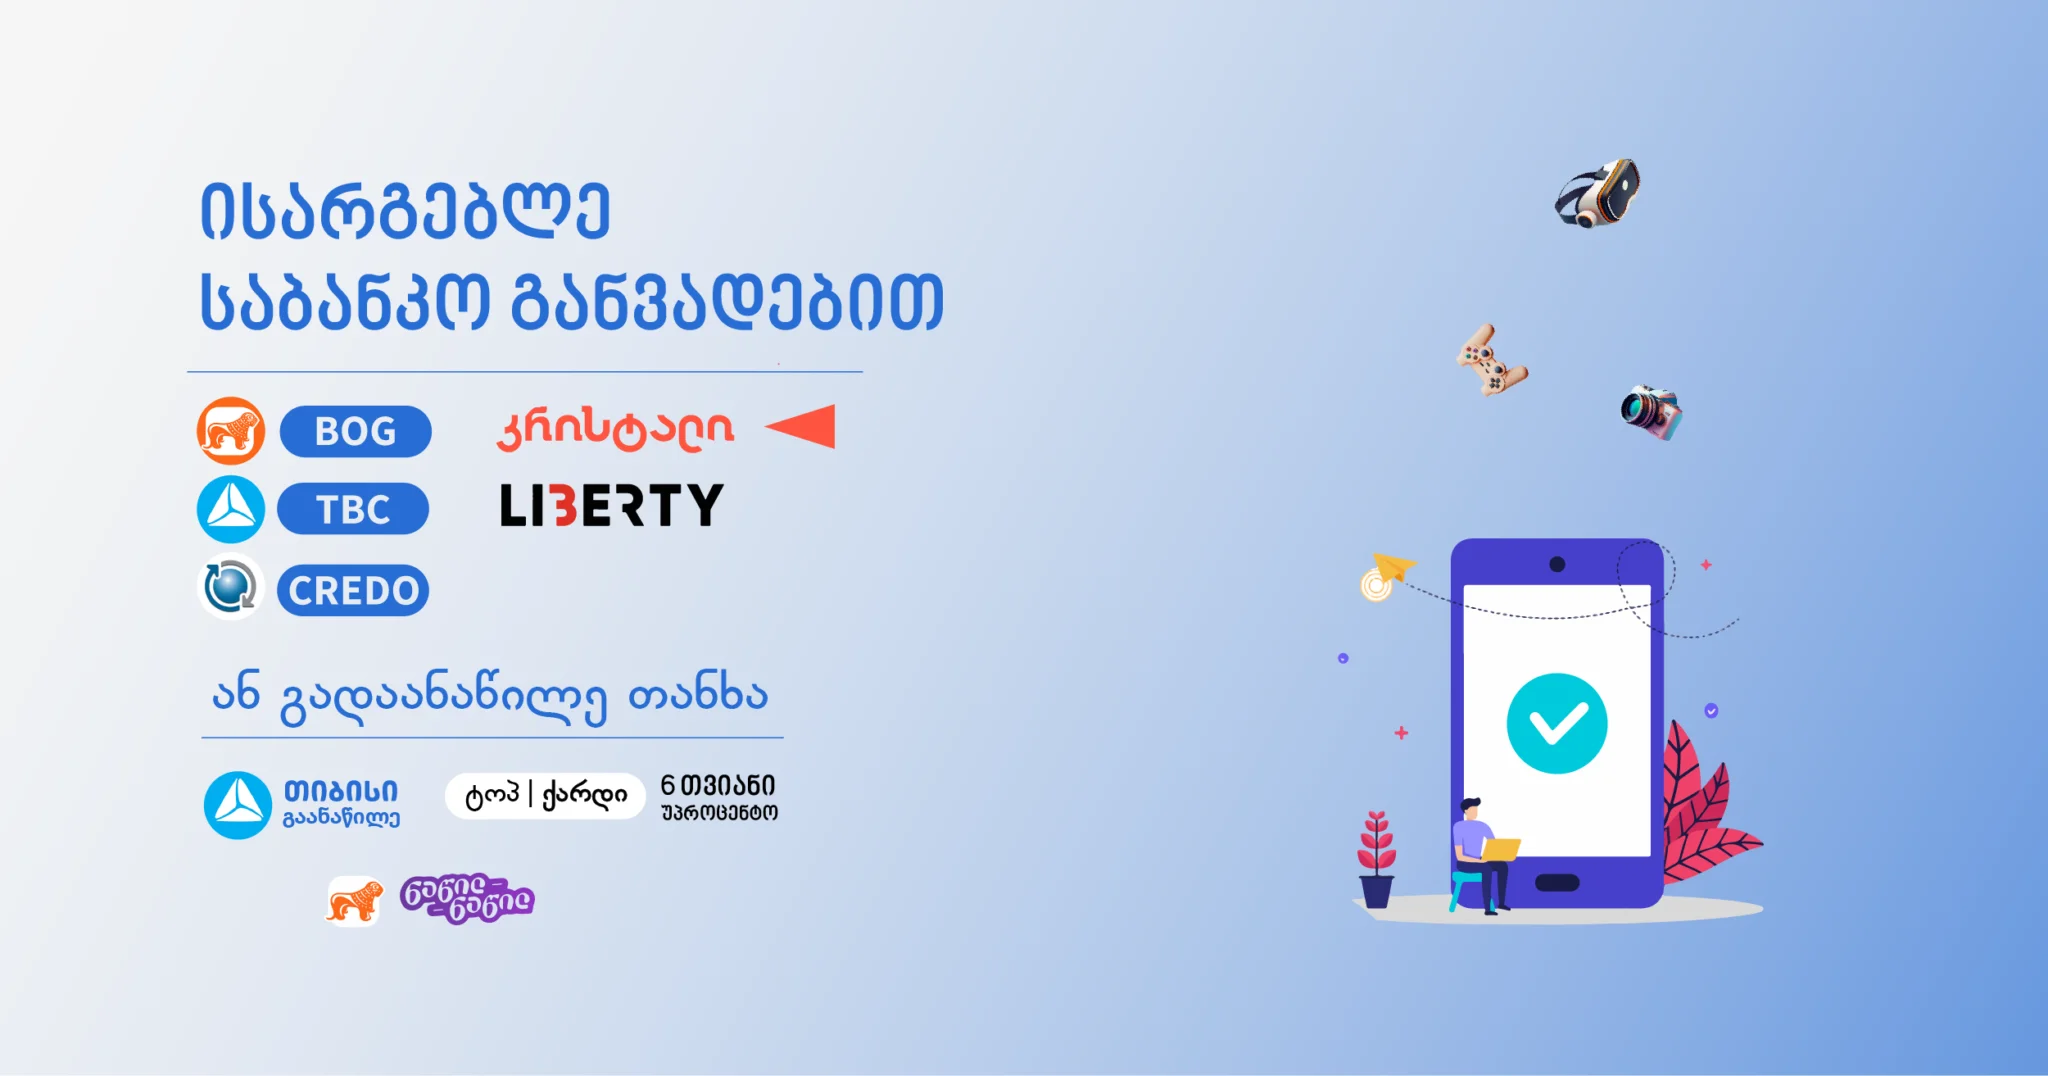 ისარგებლე
საბანკო განვადებით
BOG
კრისტალი
TBC
LIBERTY
CREDO
ან გადაანაწილე თანხა
თიბისი
გაანაწილე
ტოპ | ქარდი
6 თვიანი
უპროცენტო
ნაწილ-
-ნაწილ